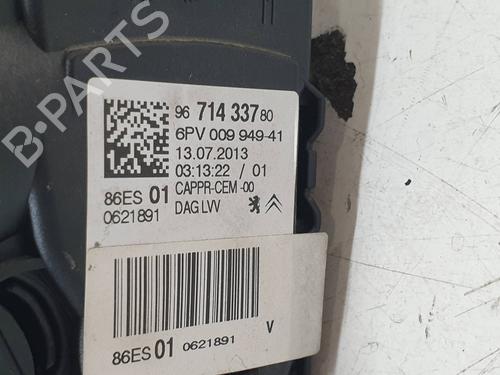 96 714 337 80
6PV 009 949-41
13.07.2013
03:13:22 / 01
86ES 01 CAPPR-CEM -00
0621891 DAG LVV
V
86ES 01 0621891
B-Parts